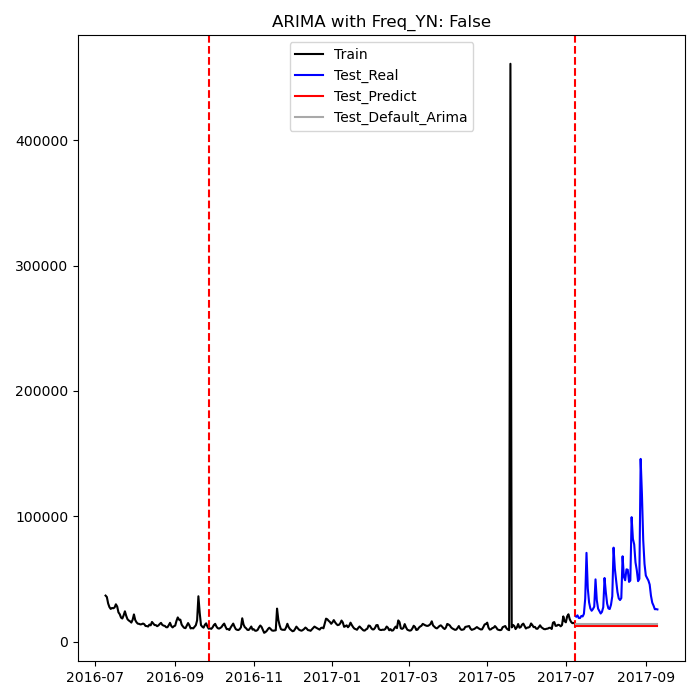 ARIMA with Freq_YN: False
Train
Test_Real
Test_Predict
Test_Default_Arima
400000
300000
200000
100000
0
2016-07 2016-09 2016-11 2017-01 2017-03 2017-05 2017-07 2017-09